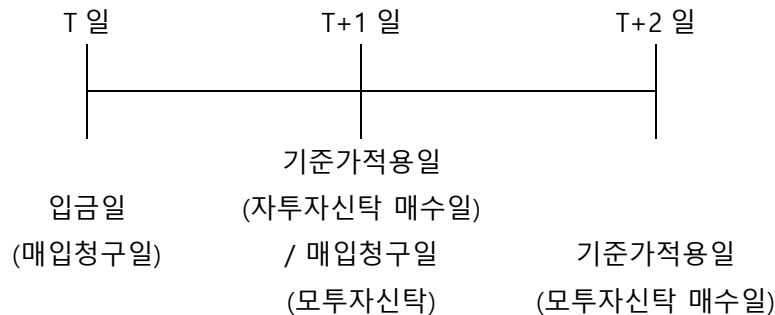 T 일
T+1 일
T+2 일
입금일
(매입청구일)
기준가적용일
(자투자신탁 매수일)
/ 매입청구일
(모투자신탁)
기준가적용일
(모투자신탁 매수일)